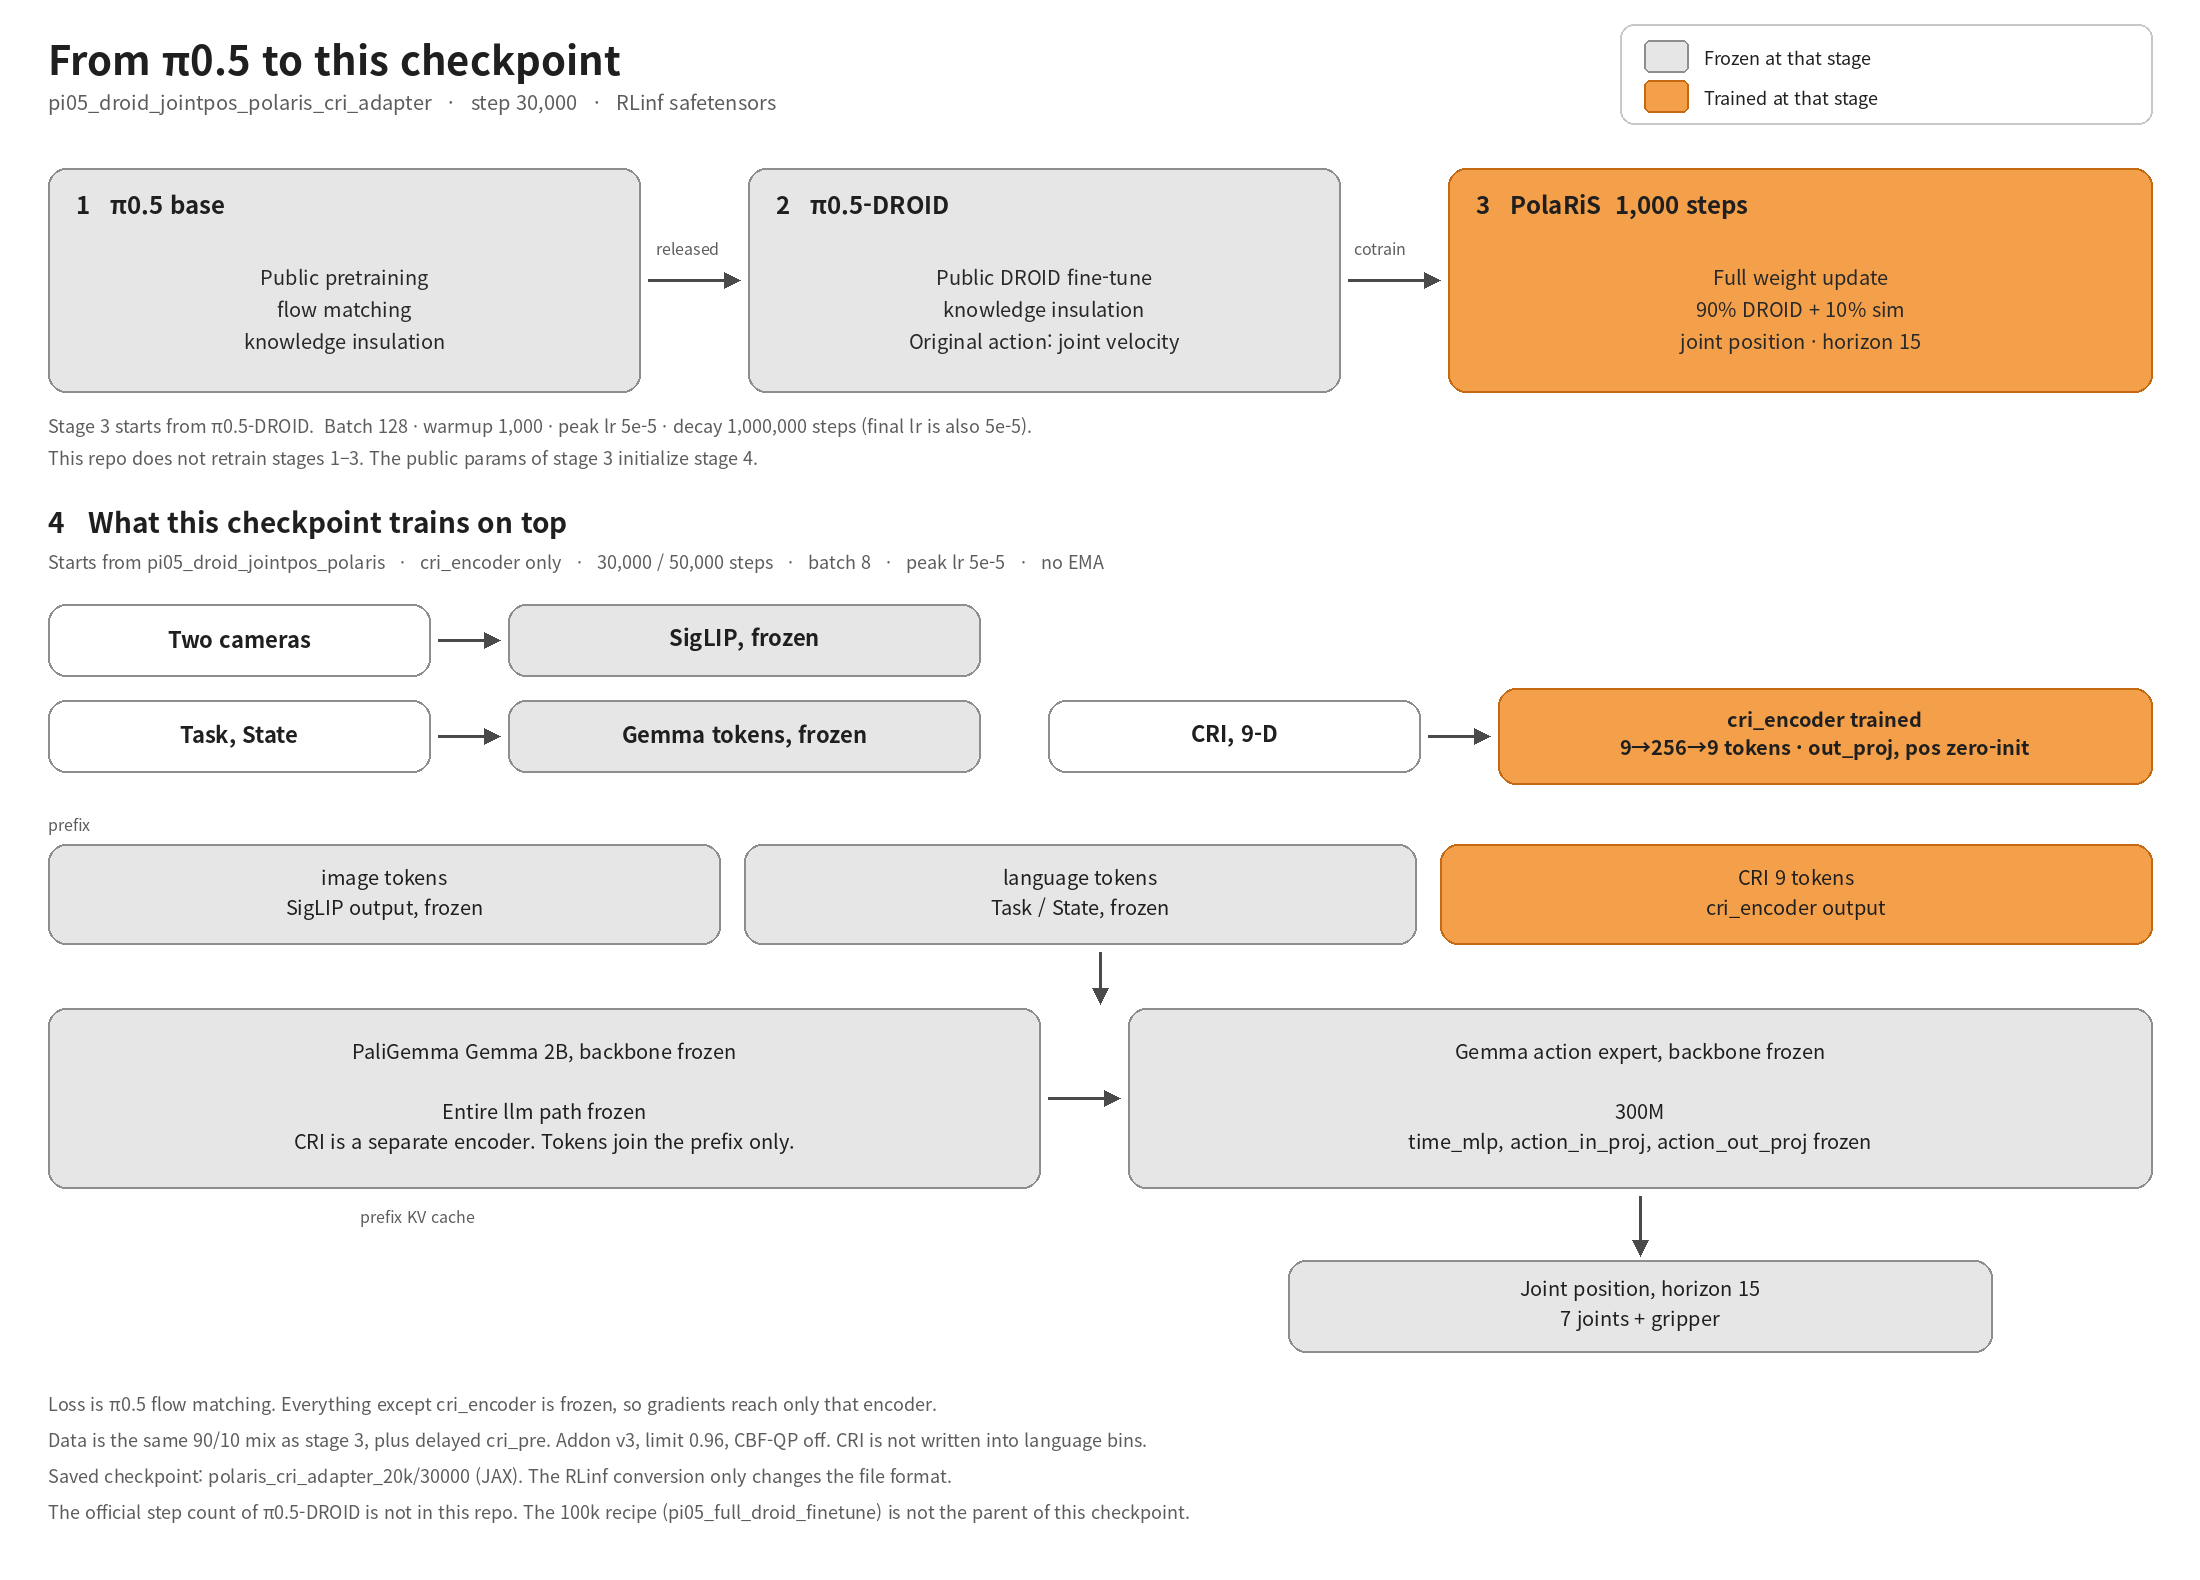 From π0.5 to this checkpoint
pi05_droid_jointpos_polaris_cri_adapter · step 30,000 · RLinf safetensors
Frozen at that stage
Trained at that stage
1 π0.5 base
Public pretraining
flow matching
knowledge insulation
released
2 π0.5-DROID
Public DROID fine-tune
knowledge insulation
Original action: joint velocity
cotrain
3 PolaRiS 1,000 steps
Full weight update
90% DROID + 10% sim
joint position · horizon 15
Stage 3 starts from π0.5-DROID. Batch 128 · warmup 1,000 · peak lr 5e-5 · decay 1,000,000 steps (final lr is also 5e-5).
This repo does not retrain stages 1–3. The public params of stage 3 initialize stage 4.
4 What this checkpoint trains on top
Starts from pi05_droid_jointpos_polaris · cri_encoder only · 30,000 / 50,000 steps · batch 8 · peak lr 5e-5 · no EMA
Two cameras
SigLIP, frozen
Task, State
Gemma tokens, frozen
CRI, 9-D
cri_encoder trained
9→256→9 tokens · out_proj, pos zero-init
prefix
image tokens
SigLIP output, frozen
language tokens
Task / State, frozen
CRI 9 tokens
cri_encoder output
PaliGemma Gemma 2B, backbone frozen
Entire llm path frozen
CRI is a separate encoder. Tokens join the prefix only.
Gemma action expert, backbone frozen
300M
time_mlp, action_in_proj, action_out_proj frozen
prefix KV cache
Joint position, horizon 15
7 joints + gripper
Loss is π0.5 flow matching. Everything except cri_encoder is frozen, so gradients reach only that encoder.
Data is the same 90/10 mix as stage 3, plus delayed cri_pre. Addon v3, limit 0.96, CBF-QP off. CRI is not written into language bins.
Saved checkpoint: polaris_cri_adapter_20k/30000 (JAX). The RLinf conversion only changes the file format.
The official step count of π0.5-DROID is not in this repo. The 100k recipe (pi05_full_droid_finetune) is not the parent of this checkpoint.